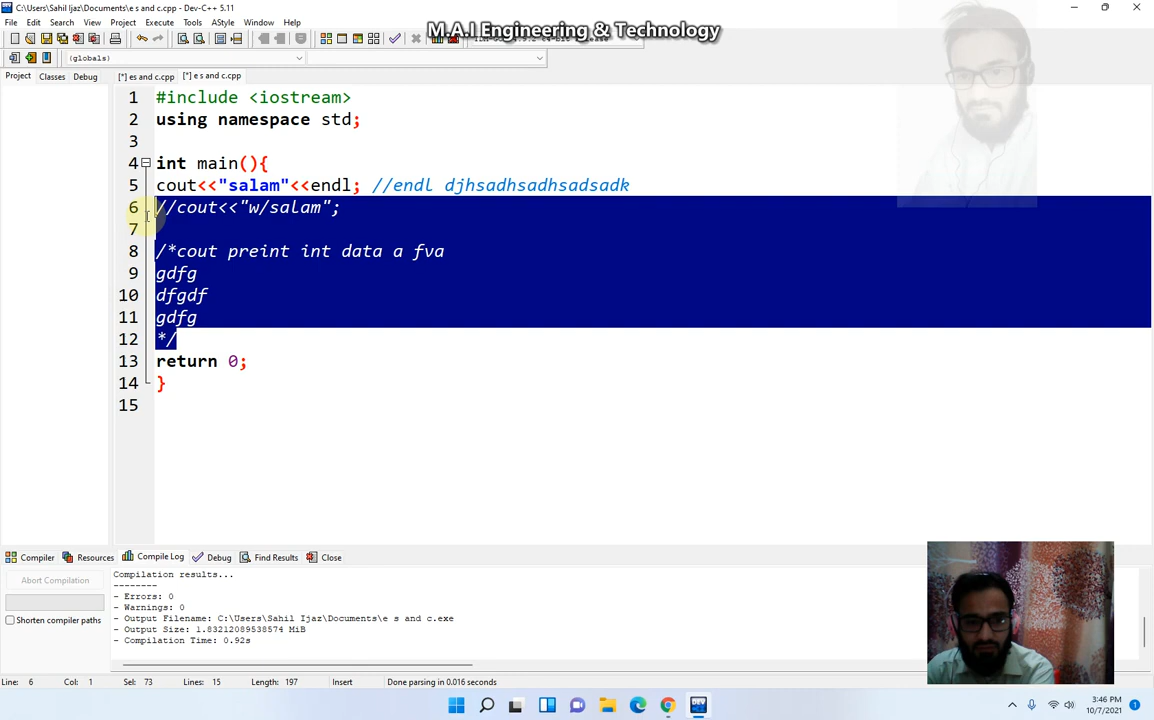 C:\Users\Sahil Ijaz\Documents\e s and c.cpp - Dev-C++ 5.11
File Edit Search View Project Execute Tools AStyle Window Help
M.A.I Engineering & Technology
(globals)
Project Classes Debug [*] es and c.cpp [*] e s and c.cpp
1 #include <iostream>
2 using namespace std;
3
4 int main(){
5 cout<<"salam"<<endl; //endl djhsadhsadhsadsadk
6 //cout<<"w/salam";
7
8 /*cout preint int data a fva
9 gdfg
10 dfgdf
11 gdfg
12 */
13 return 0;
14 }
15
Compiler Resources Compile Log Debug Find Results Close
Abort Compilation
Shorten compiler paths
Compilation results...
--------
- Errors: 0
- Warnings: 0
- Output Filename: C:\Users\Sahil Ijaz\Documents\e s and c.exe
- Output Size: 1.83212089538574 MiB
- Compilation Time: 0.92s
Line: 6 Col: 1 Sel: 73 Lines: 15 Length: 197 Insert Done parsing in 0.016 seconds
3:46 PM
10/7/2021